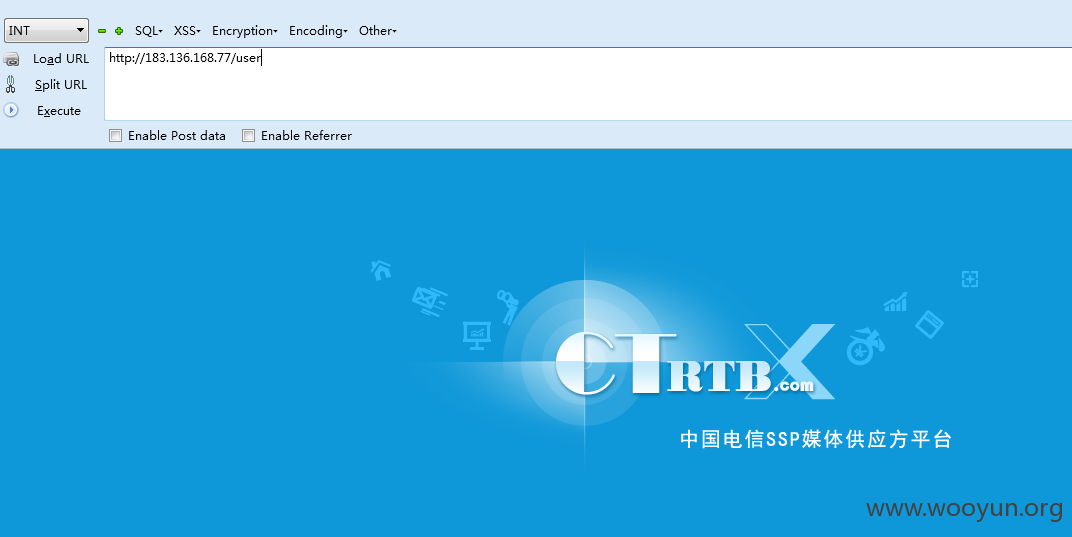 INT SQL XSS Encryption Encoding Other
Load URL http://183.136.168.77/user
Split URL
Execute
Enable Post data Enable Referrer
CTRTBX.com
中国电信SSP媒体供应方平台
www.wooyun.org